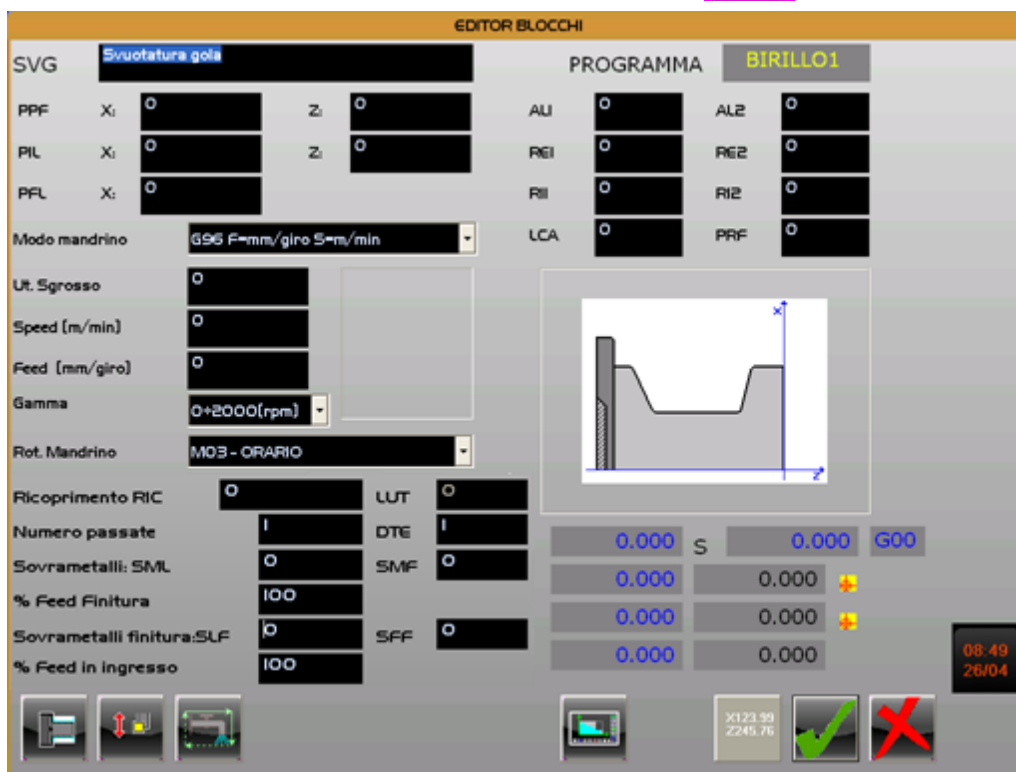 EDITOR BLOCCHI
SVG Svuotatura gola PROGRAMMA BIRILLO1
PPF X: 0 Z: 0 AL1 0 AL2 0
PIL X: 0 Z: 0 RE1 0 RE2 0
PFL X: 0 RI1 0 RI2 0
Modo mandrino G96 F=mm/giro S=m/min LCA 0 PRF 0
Ut. Sgrosso 0
Speed [m/min] 0
Feed [mm/giro] 0
Gamma 0÷2000[rpm]
Rot. Mandrino M03 - ORARIO
X
Z
Ricoprimento RIC 0 LUT 0
Numero passate 1 DTE 1
0.000 S 0.000 G00
Sovrametalli: SML 0 SMF 0
0.000 0.000
% Feed Finitura 100
0.000 0.000
Sovrametalli finitura:SLF 0 SFF 0
0.000 0.000
% Feed in ingresso 100
08:49
26/04
X123.99
Z245.76